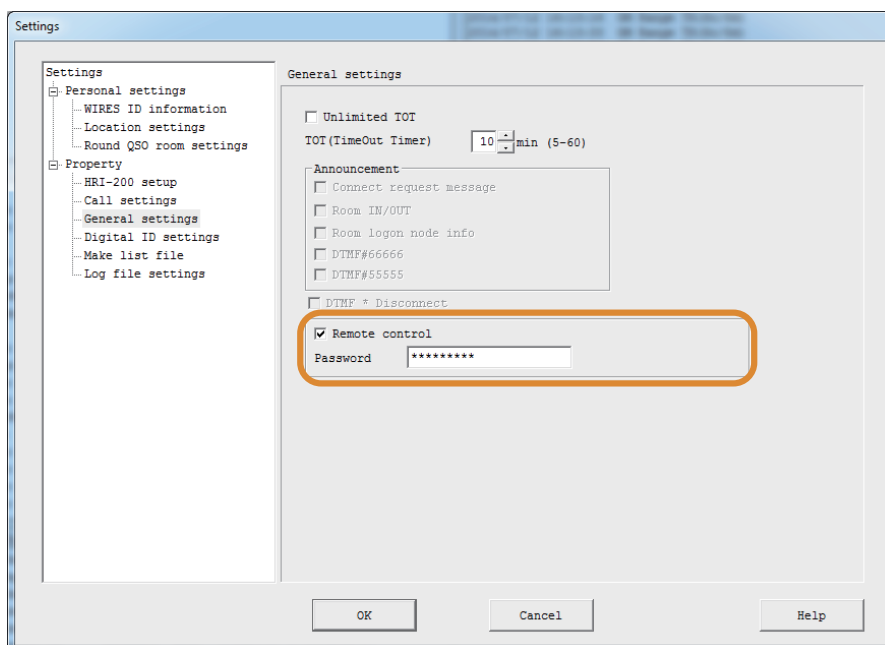 Settings
Settings
Personal settings
WIRES ID information
Location settings
Round QSO room settings
Property
HRI-200 setup
Call settings
General settings
Digital ID settings
Make list file
Log file settings
General settings
Unlimited TOT
TOT(TimeOut Timer) 10 min (5-60)
Announcement
Connect request message
Room IN/OUT
Room logon node info
DTMF#66666
DTMF#55555
DTMF * Disconnect
Remote control
Password *********
OK Cancel Help